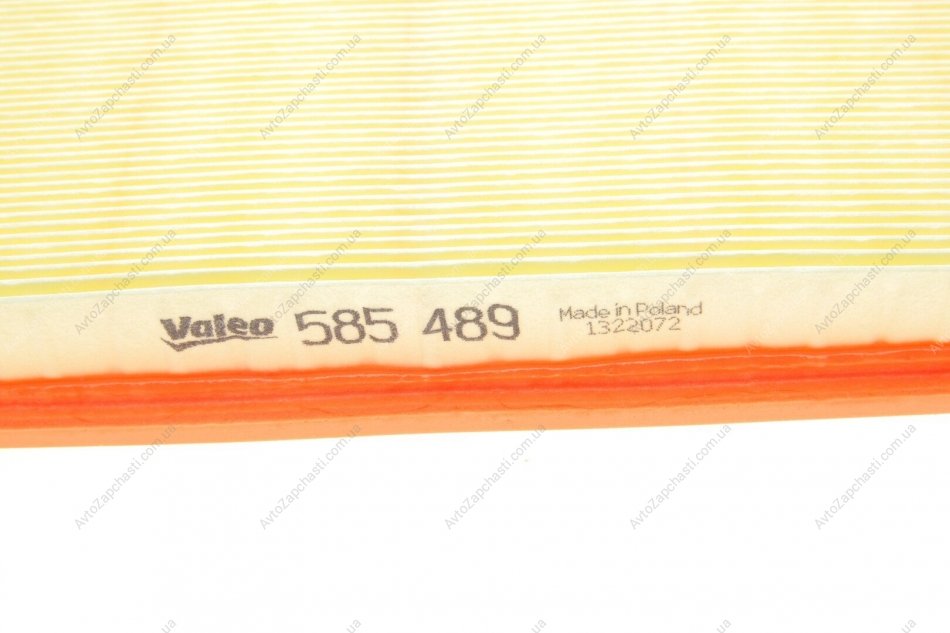 Valeo 585 489 Made in Poland
1322072
AvtoZapchasti.com.ua